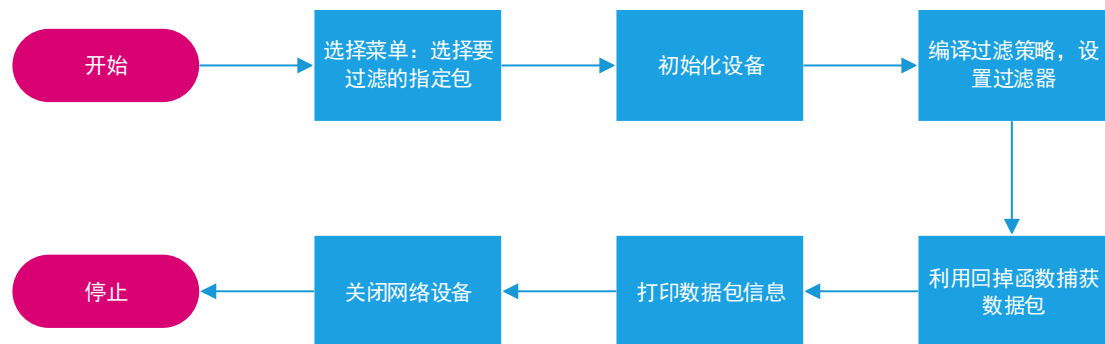 开始
选择菜单：选择要
过滤的指定包
初始化设备
编译过滤策略，设
置过滤器
利用回掉函数捕获
数据包
打印数据包信息
关闭网络设备
停止